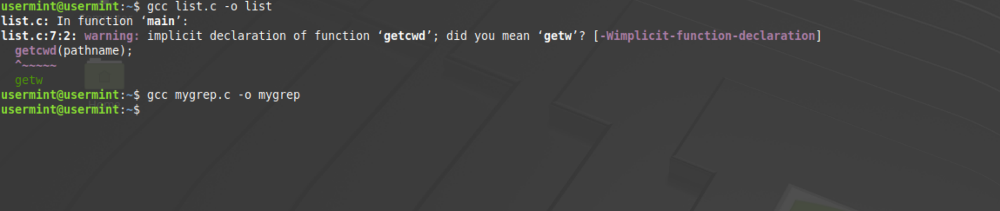 usermint@usermint:~$ gcc list.c -o list
list.c: In function ‘main’:
list.c:7:2: warning: implicit declaration of function ‘getcwd’; did you mean ‘getw’? [-Wimplicit-function-declaration]
  getcwd(pathname);
  ^~~~~~
  getw
usermint@usermint:~$ gcc mygrep.c -o mygrep
Home
usermint@usermint:~$